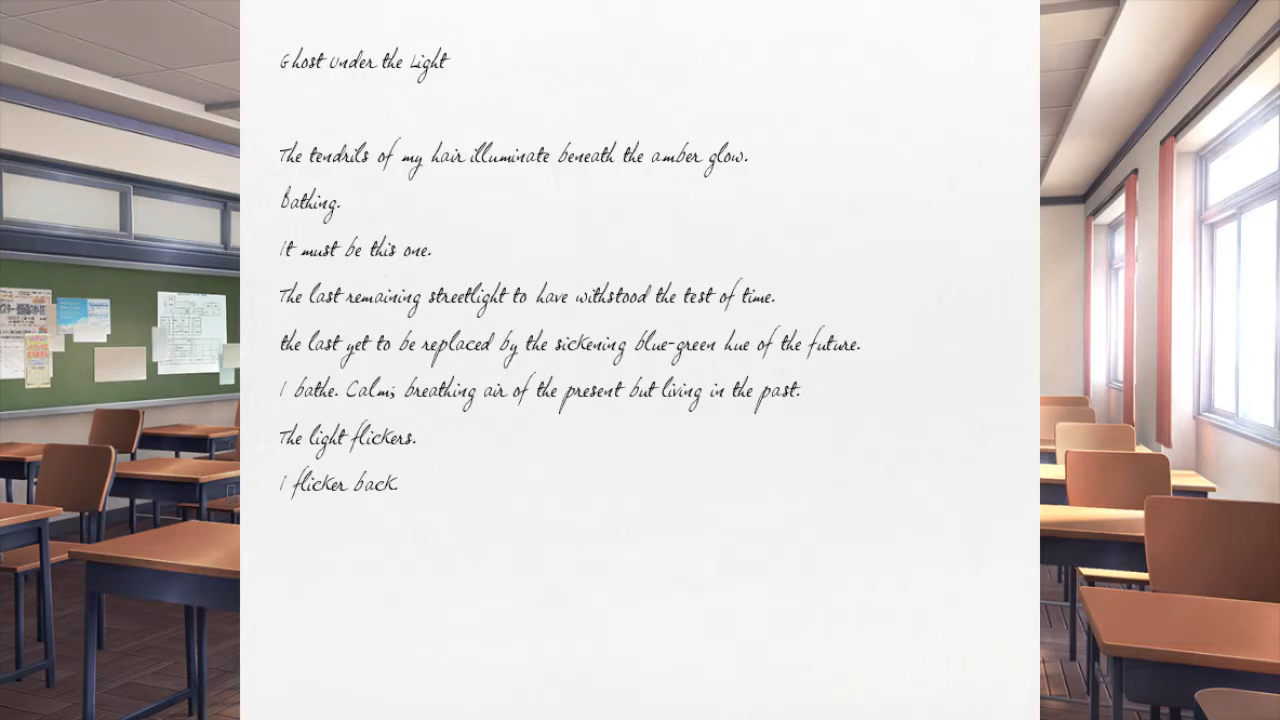 Ghost Under the Light
The tendrils of my hair illuminate beneath the amber glow.
Bathing.
It must be this one.
The last remaining streetlight to have withstood the test of time.
the last yet to be replaced by the sickening blue-green hue of the future.
I bathe. Calm; breathing air of the present but living in the past.
The light flickers.
I flicker back.